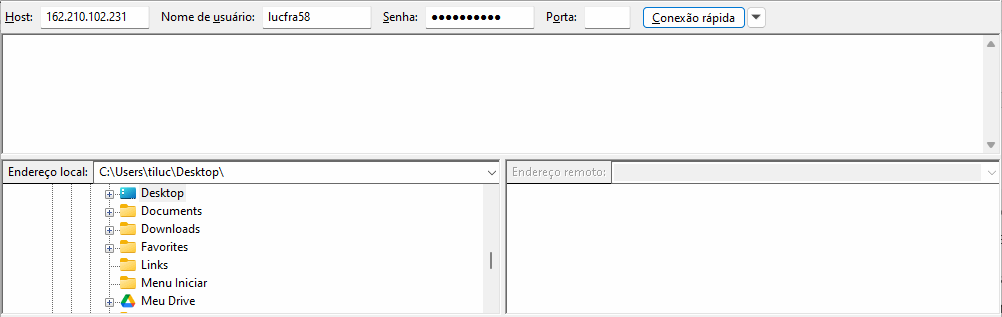 Host: 162.210.102.231 Nome de usuário: lucfra58 Senha: ●●●●●●●●●● Porta: Conexão rápida
Endereço local: C:\Users\tiluc\Desktop\ Endereço remoto:
Desktop
Documents
Downloads
Favorites
Links
Menu Iniciar
Meu Drive